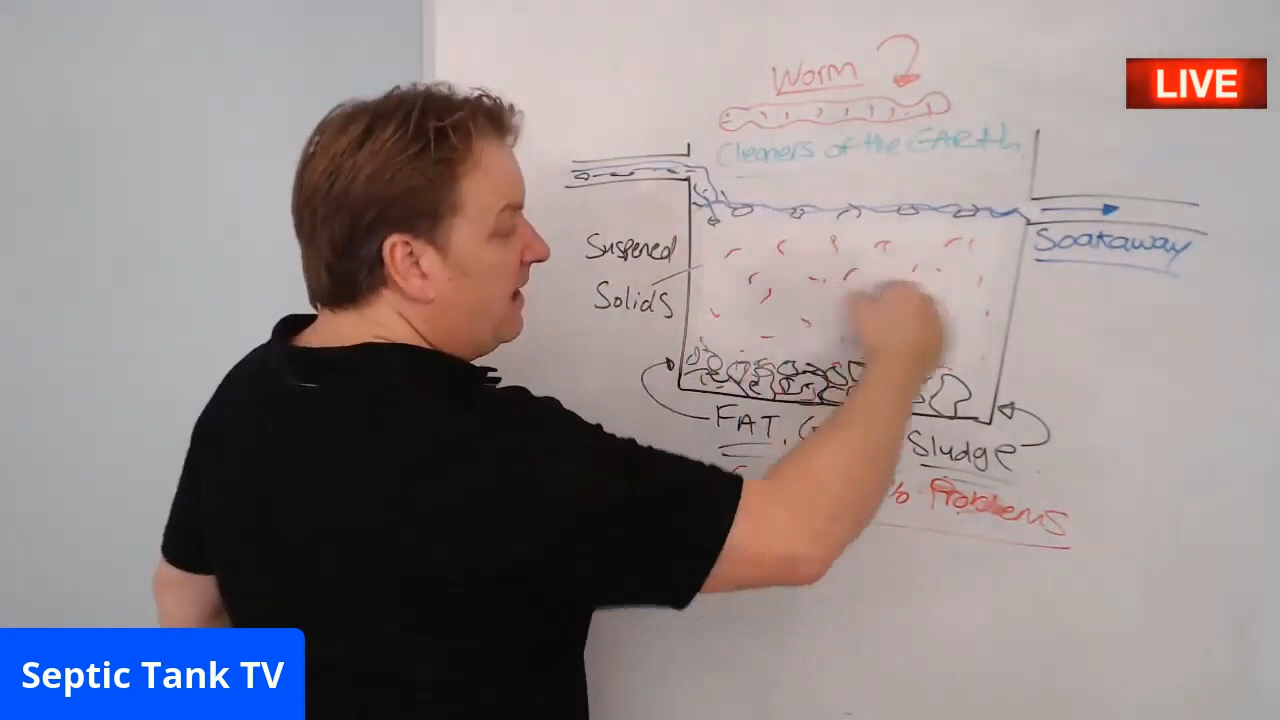 Worm
LIVE
Cleaners of the EARTH
Suspened
Solids
Soakaway
FAT, G
Sludge
% Problems
Septic Tank TV